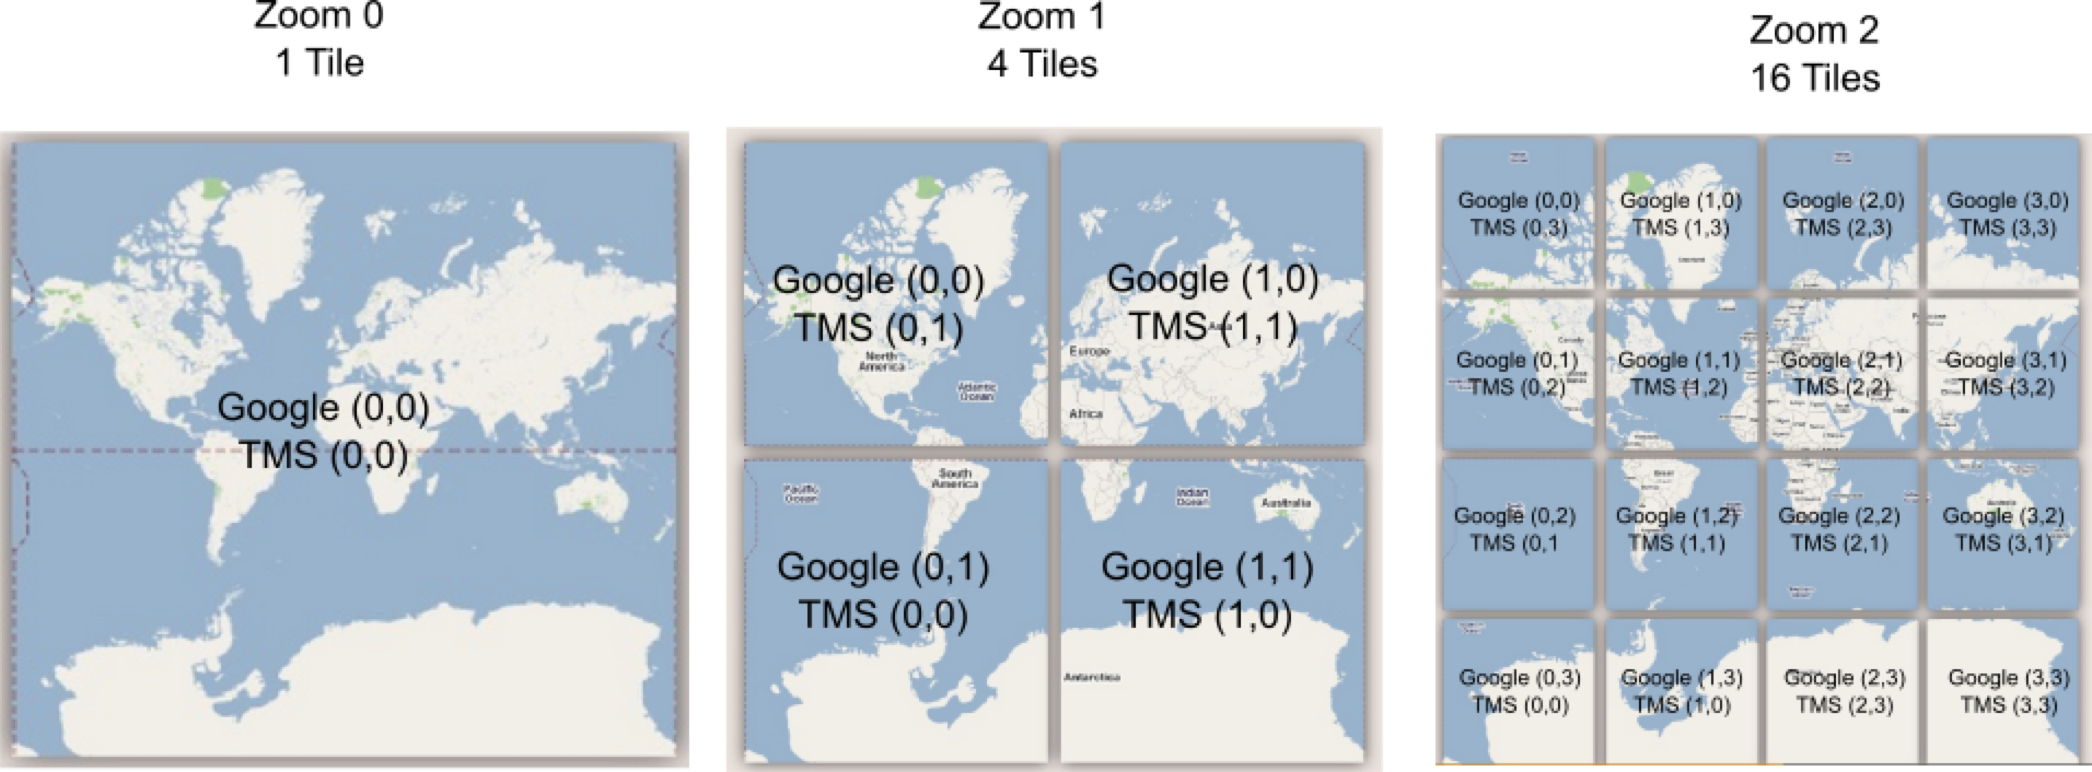 Zoom 0
1 Tile
Google (0,0)
TMS (0,0)
Zoom 1
4 Tiles
Google (0,0)
TMS (0,1)
North
America
Atlantic
Ocean
Google (1,0)
TMS (1,1)
Europe
Africa
South
America
Pacific
Ocean
Google (0,1)
TMS (0,0)
Indian
Ocean
Australia
Google (1,1)
TMS (1,0)
Antarctica
Zoom 2
16 Tiles
Google (0,0)
TMS (0,3)
Google (1,0)
TMS (1,3)
Google (2,0)
TMS (2,3)
Google (3,0)
TMS (3,3)
Google (0,1)
TMS (0,2)
Google (1,1)
TMS (1,2)
Google (2,1)
TMS (2,2)
Google (3,1)
TMS (3,2)
Google (0,2)
TMS (0,1
Google (1,2)
TMS (1,1)
Google (2,2)
TMS (2,1)
Google (3,2)
TMS (3,1)
Google (0,3)
TMS (0,0)
Google (1,3)
TMS (1,0)
Google (2,3)
TMS (2,3)
Google (3,3)
TMS (3,3)